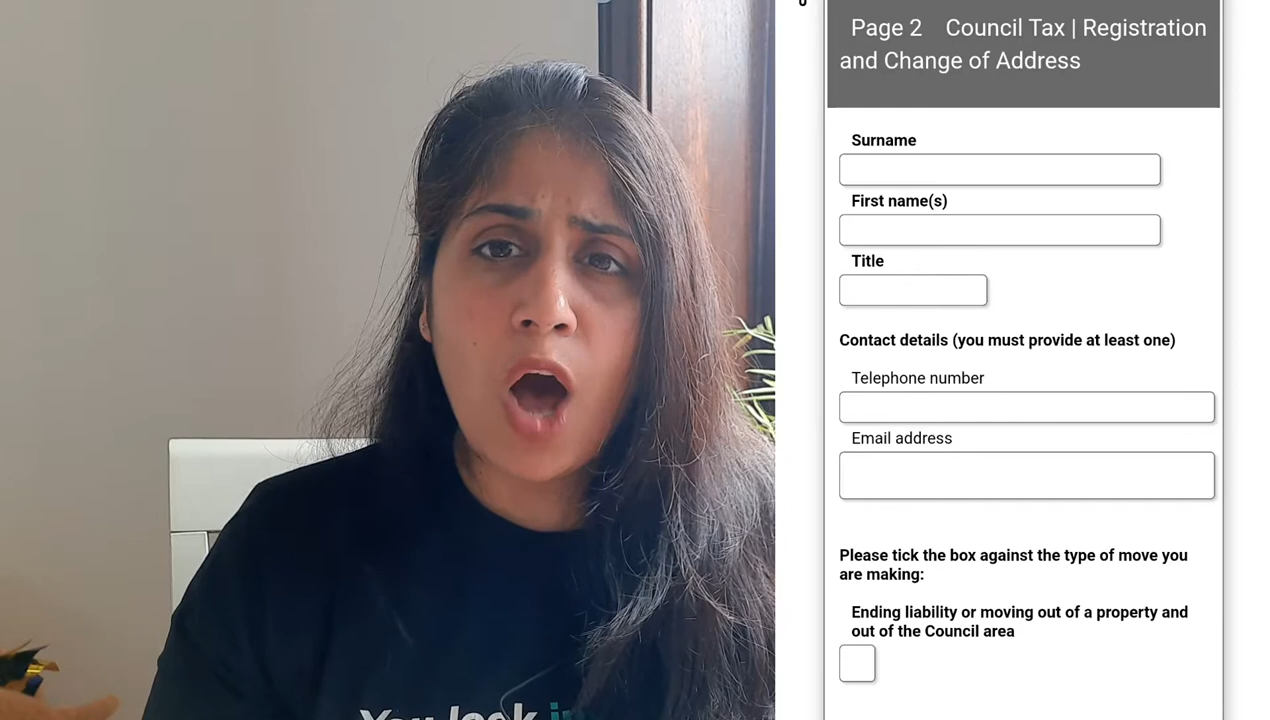 Page 2 Council Tax | Registration
and Change of Address
Surname
First name(s)
Title
Contact details (you must provide at least one)
Telephone number
Email address
Please tick the box against the type of move you
are making:
Ending liability or moving out of a property and
out of the Council area
You look